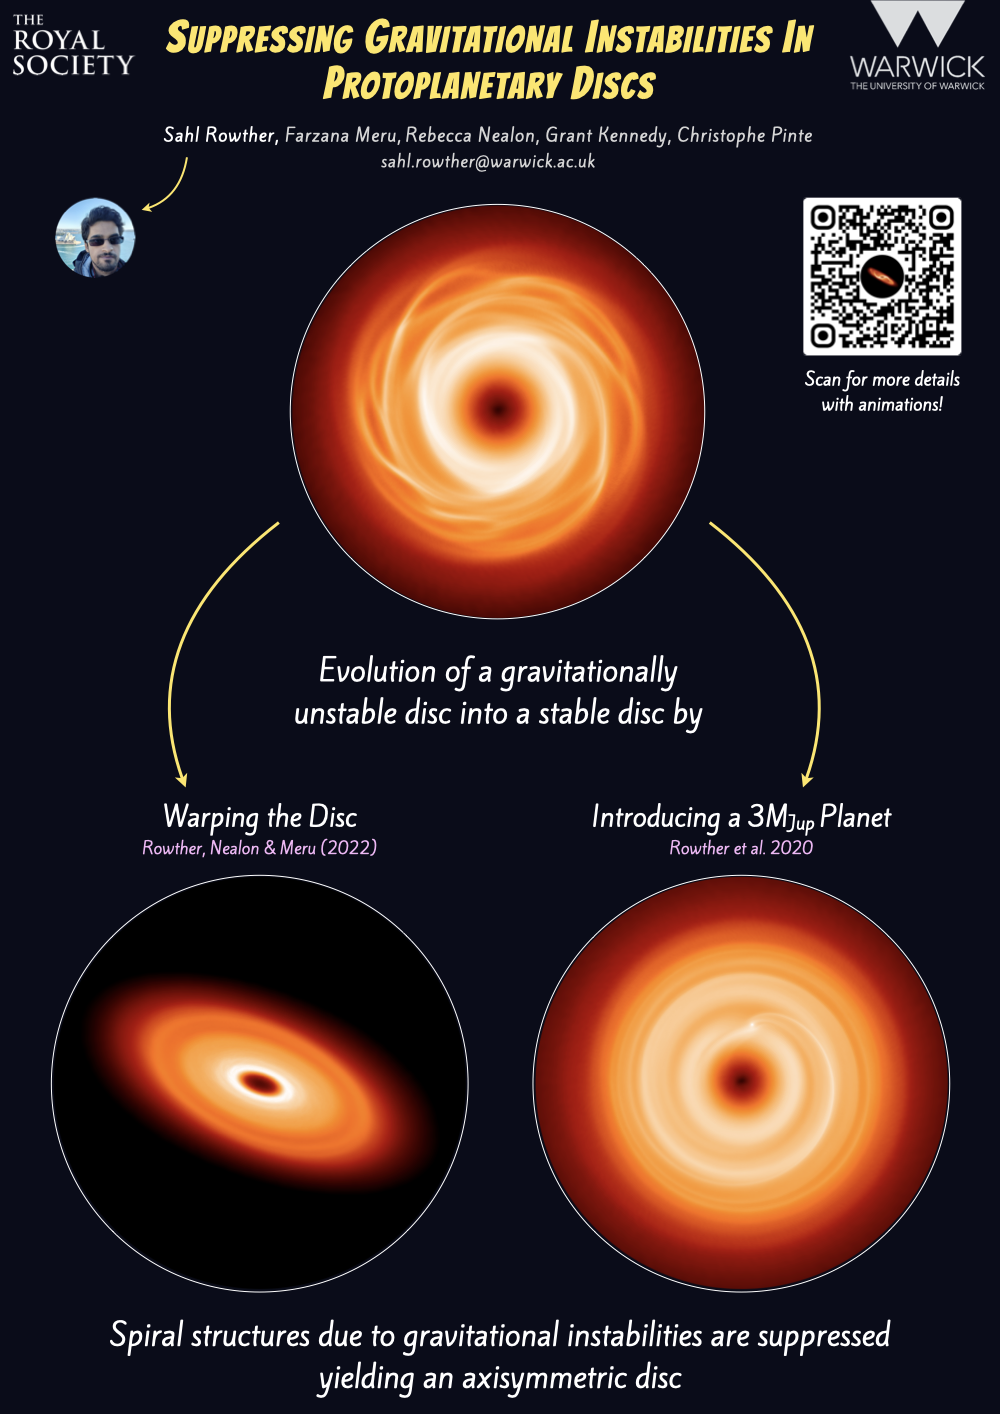 THE
ROYAL
SOCIETY
SUPPRESSING GRAVITATIONAL INSTABILITIES IN
PROTOPLANETARY DISCS
WARWICK
THE UNIVERSITY OF WARWICK
Sahl Rowther, Farzana Meru, Rebecca Nealon, Grant Kennedy, Christophe Pinte
sahl.rowther@warwick.ac.uk
Scan for more details
with animations!
Evolution of a gravitationally
unstable disc into a stable disc by
Warping the Disc
Rowther, Nealon & Meru (2022)
Introducing a 3MJup Planet
Rowther et al. 2020
Spiral structures due to gravitational instabilities are suppressed
yielding an axisymmetric disc